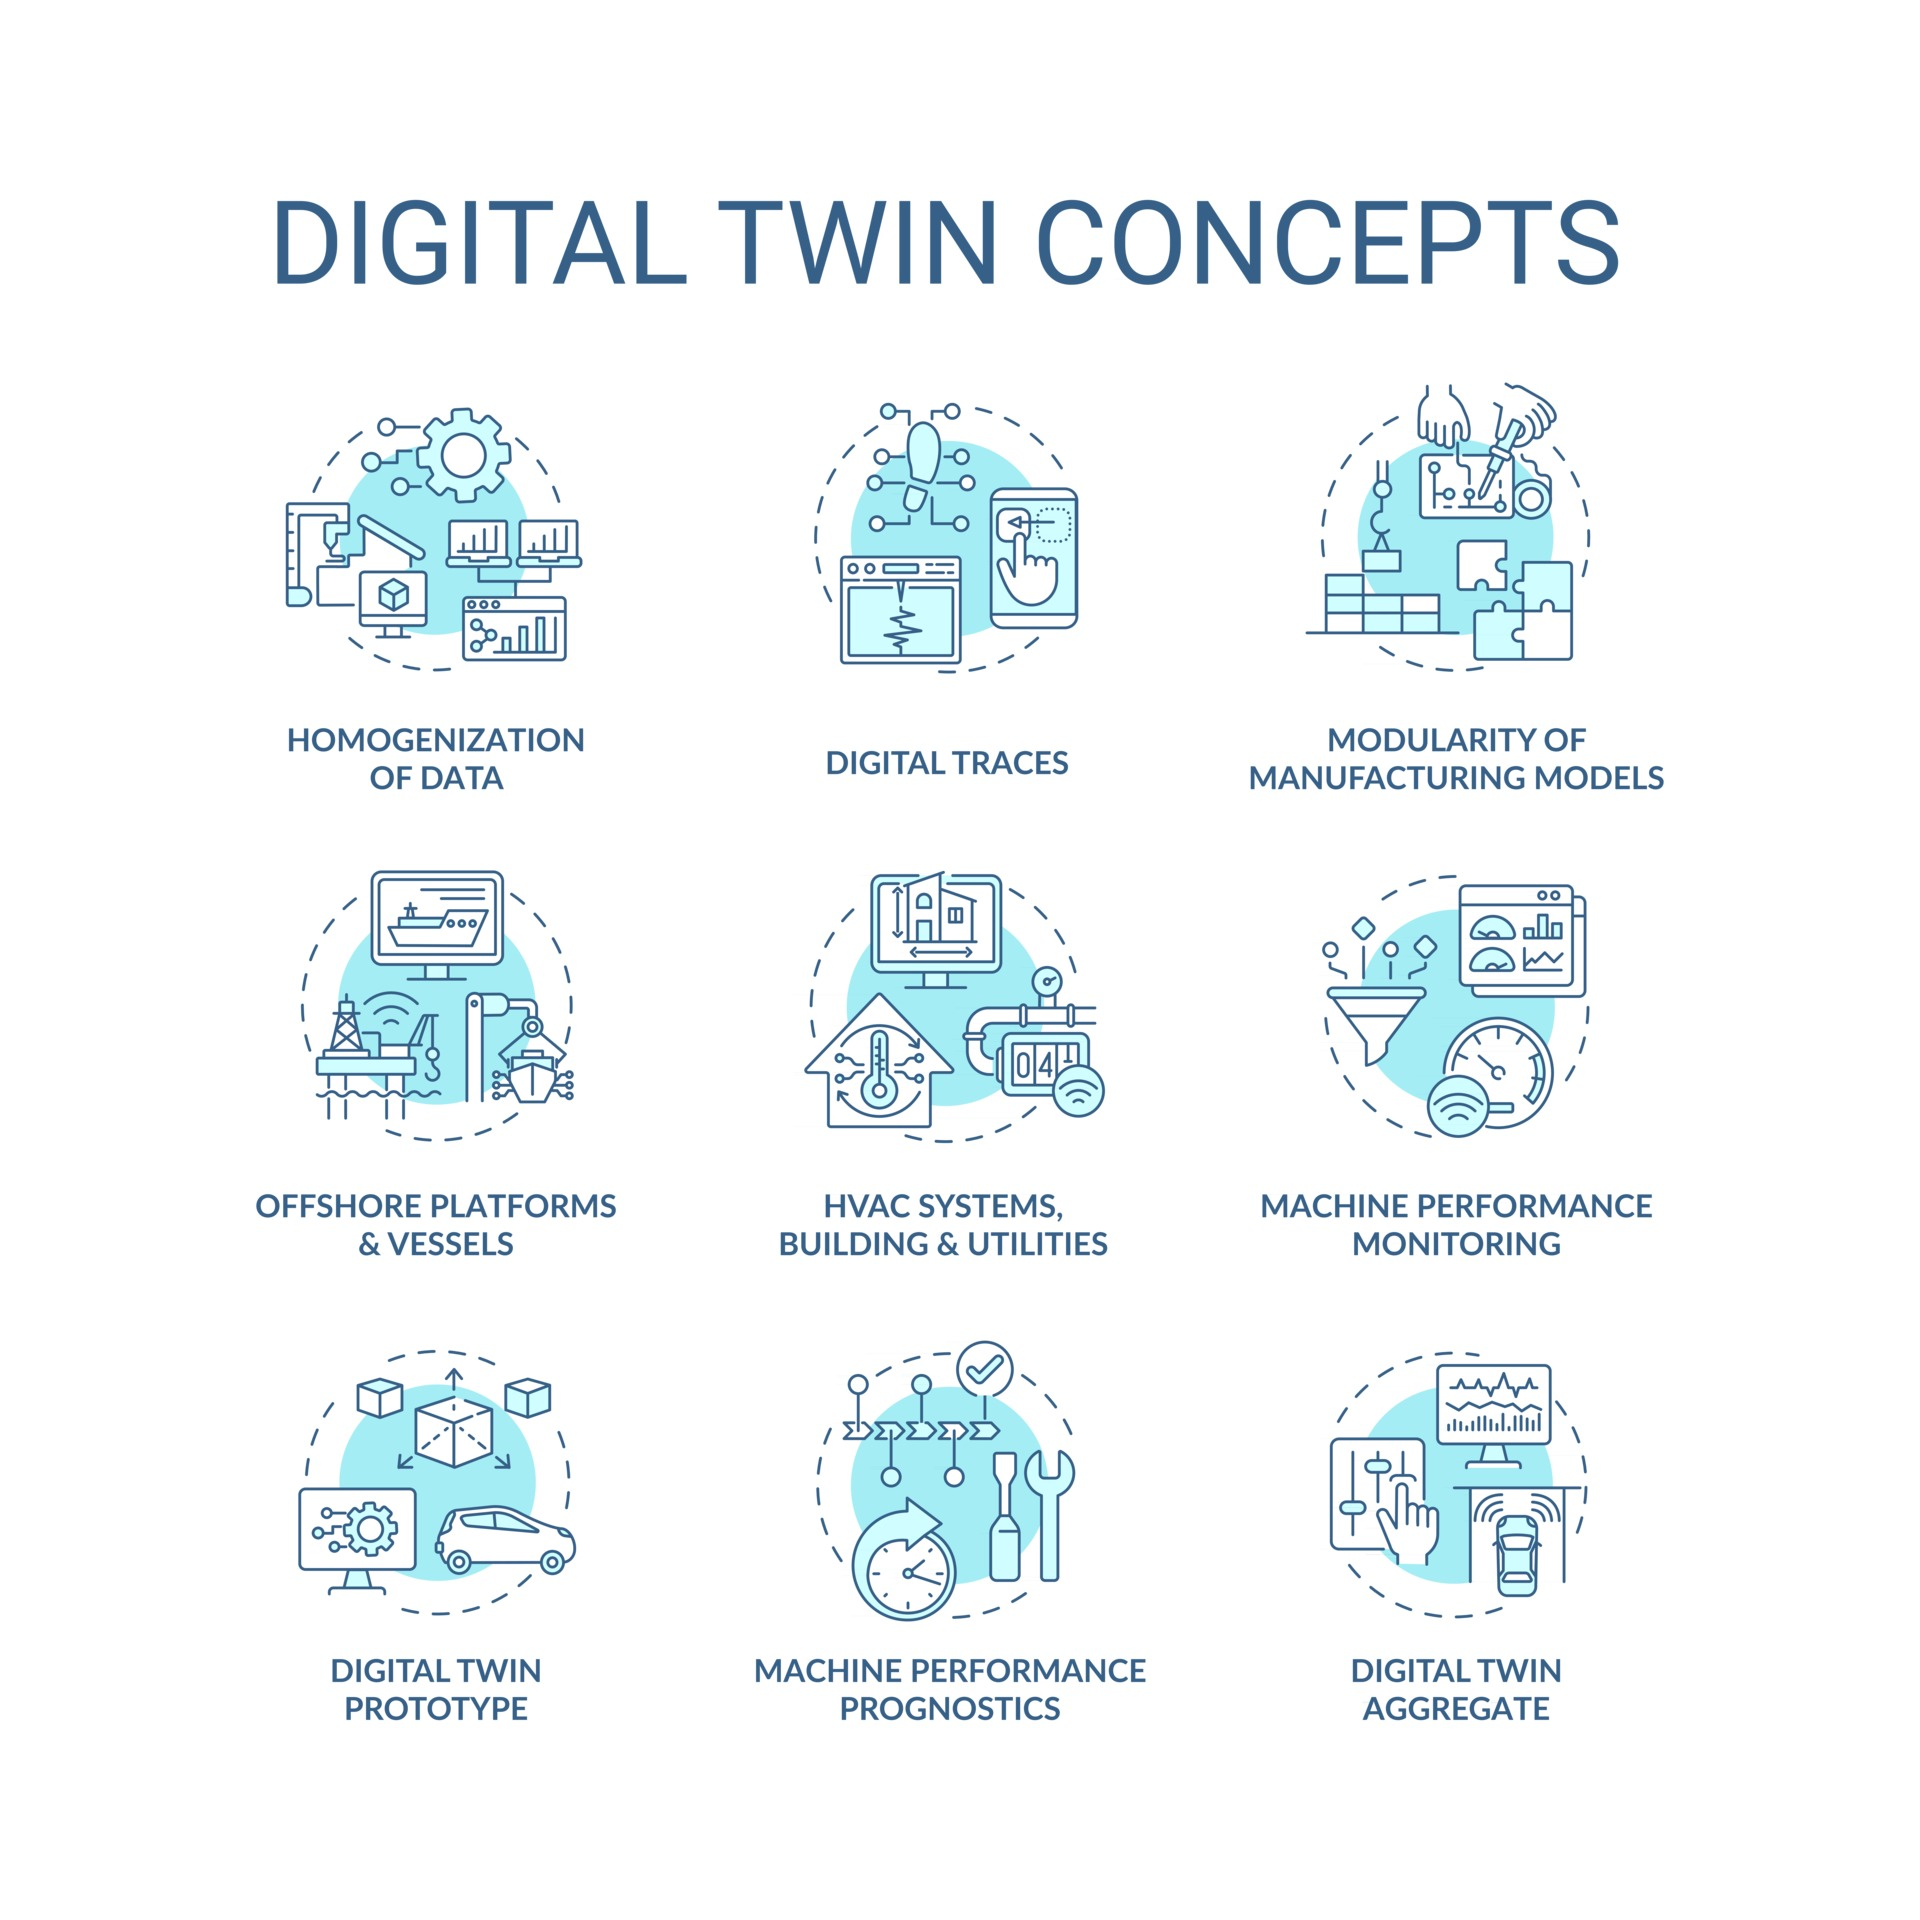 DIGITAL TWIN CONCEPTS
HOMOGENIZATION
OF DATA
DIGITAL TRACES
MODULARITY OF
MANUFACTURING MODELS
OFFSHORE PLATFORMS
& VESSELS
04
HVAC SYSTEMS,
BUILDING & UTILITIES
MACHINE PERFORMANCE
MONITORING
DIGITAL TWIN
PROTOTYPE
MACHINE PERFORMANCE
PROGNOSTICS
DIGITAL TWIN
AGGREGATE